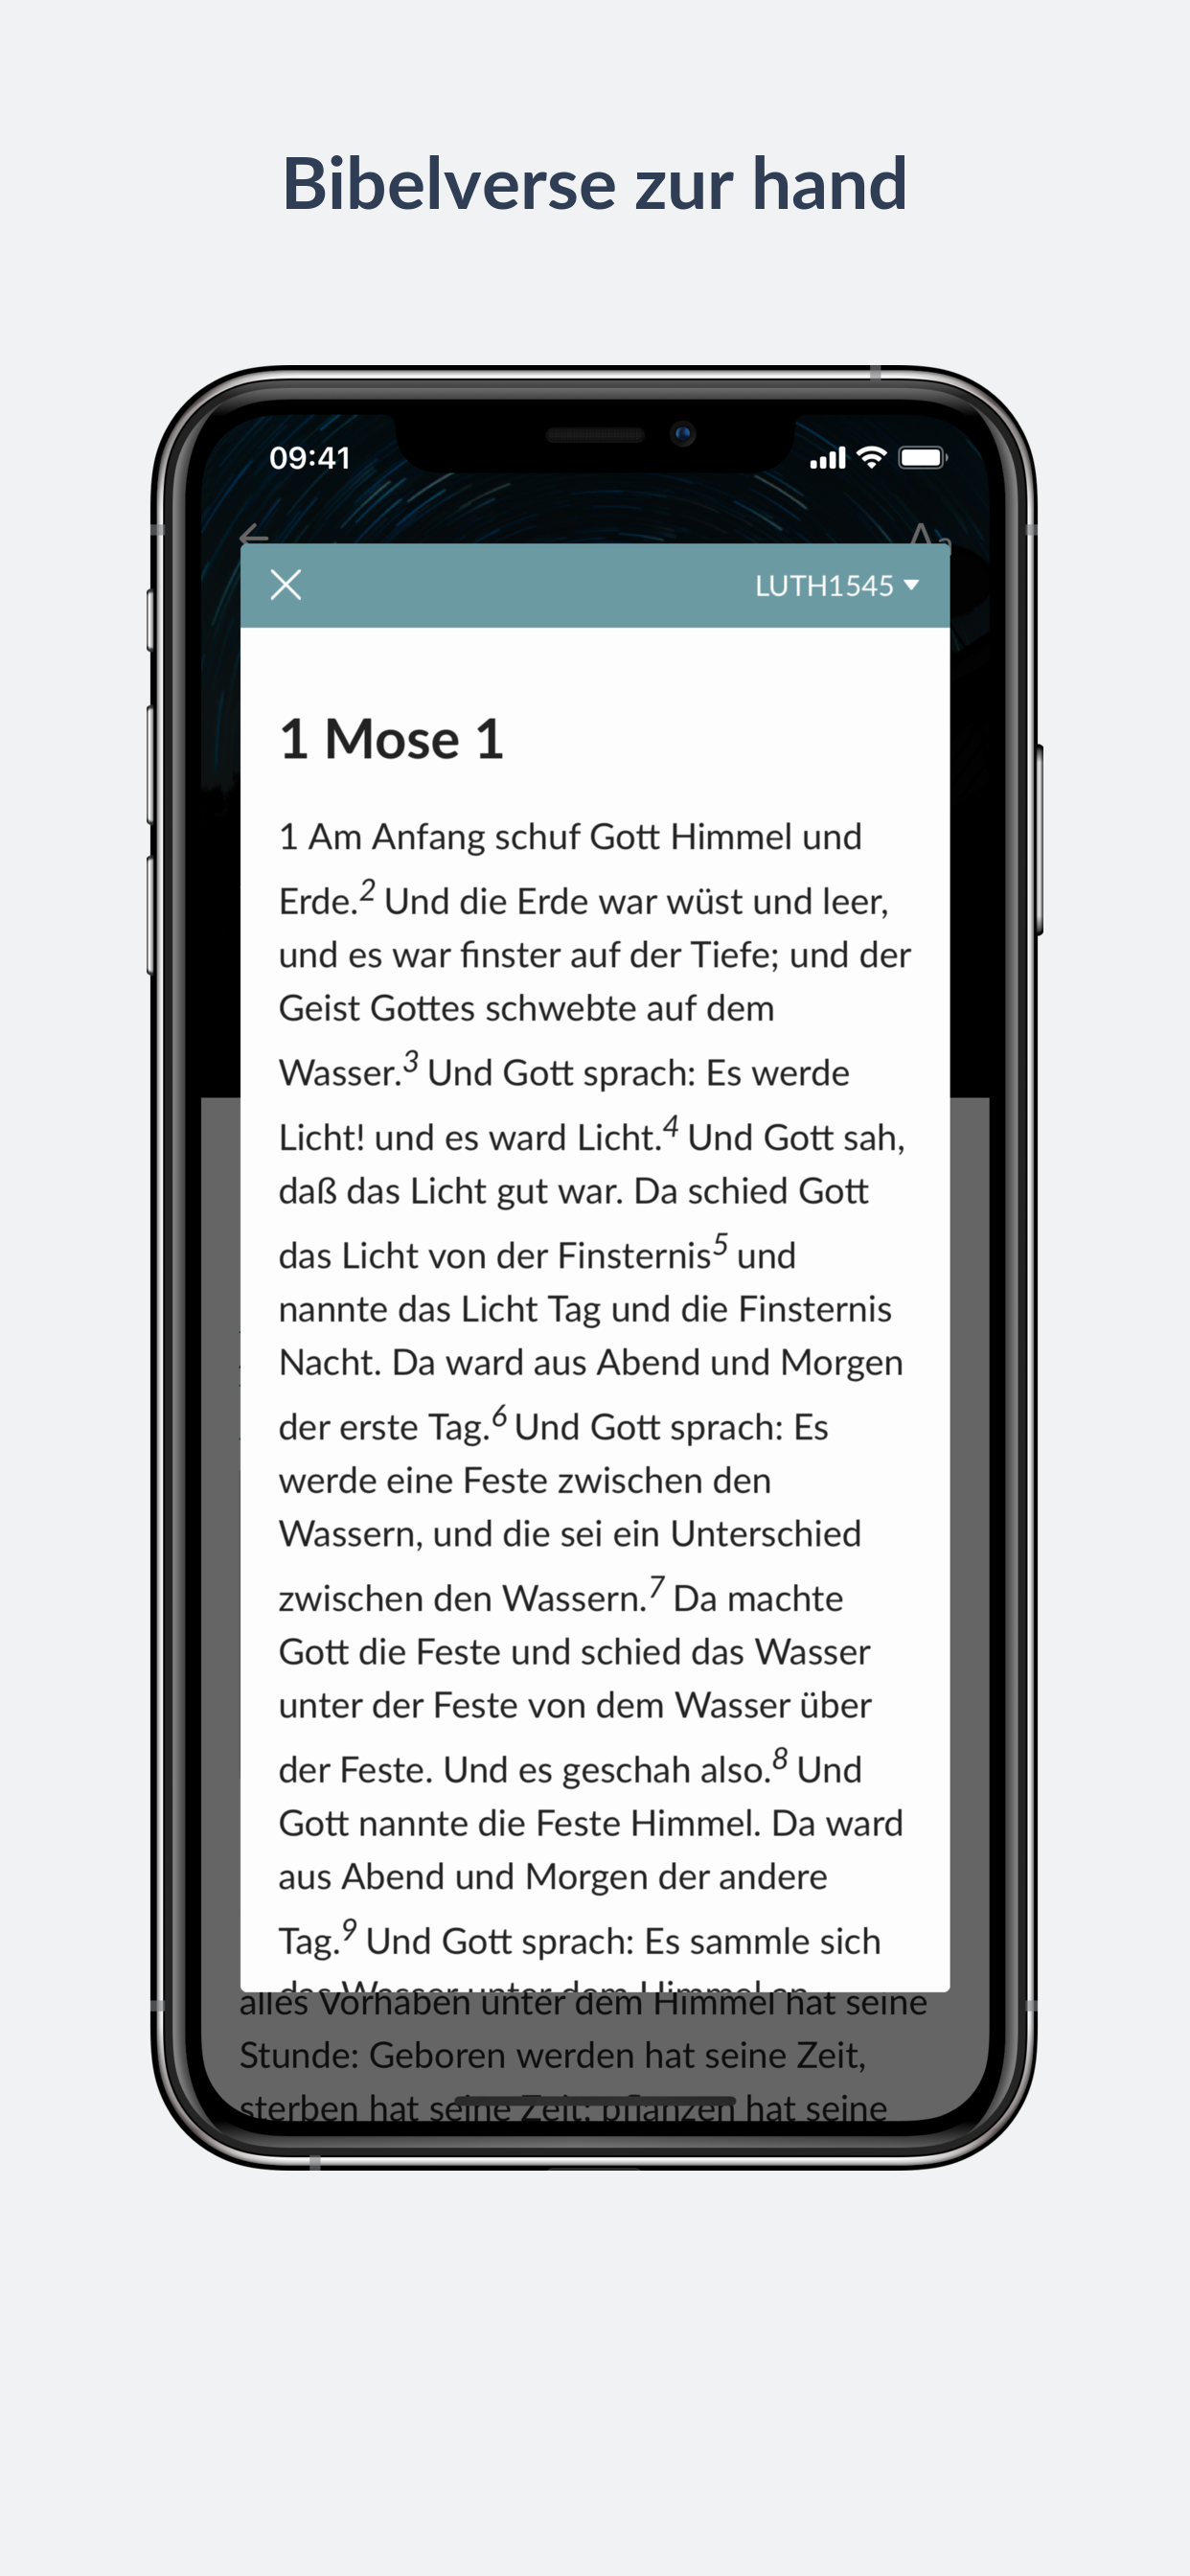 Bibelverse zur hand
09:41
Aa
LUTH1545
1 Mose 1
1 Am Anfang schuf Gott Himmel und
Erde.2 Und die Erde war wüst und leer,
und es war finster auf der Tiefe; und der
Geist Gottes schwebte auf dem
Wasser.3 Und Gott sprach: Es werde
Licht! und es ward Licht.4 Und Gott sah,
daß das Licht gut war. Da schied Gott
das Licht von der Finsternis5 und
nannte das Licht Tag und die Finsternis
Nacht. Da ward aus Abend und Morgen
der erste Tag.6 Und Gott sprach: Es
werde eine Feste zwischen den
Wassern, und die sei ein Unterschied
zwischen den Wassern.7 Da machte
Gott die Feste und schied das Wasser
unter der Feste von dem Wasser über
der Feste. Und es geschah also.8 Und
Gott nannte die Feste Himmel. Da ward
aus Abend und Morgen der andere
Tag.9 Und Gott sprach: Es sammle sich
das Wasser unter dem Himmel an
alles Vorhaben unter dem Himmel hat seine
Stunde: Geboren werden hat seine Zeit,
sterben hat seine Zeit; pflanzen hat seine